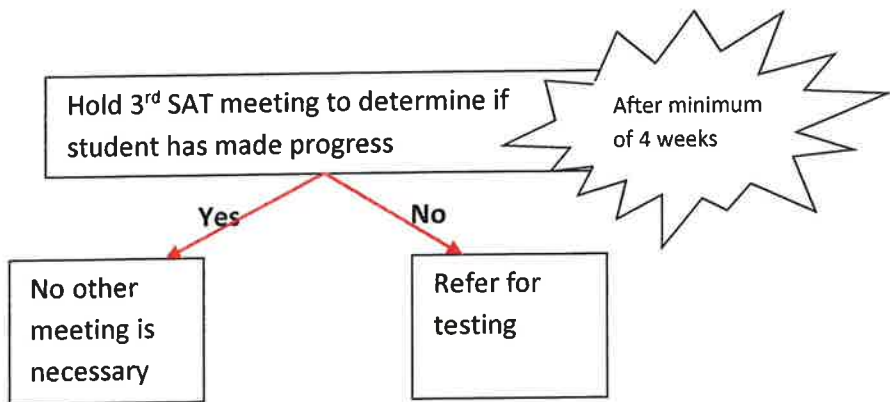 Hold 3rd SAT meeting to determine if
student has made progress
After minimum
of 4 weeks
Yes
No
No other
meeting is
necessary
Refer for
testing